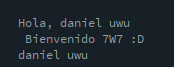 Hola, daniel uwu
Bienvenido 7W7 :D
daniel uwu